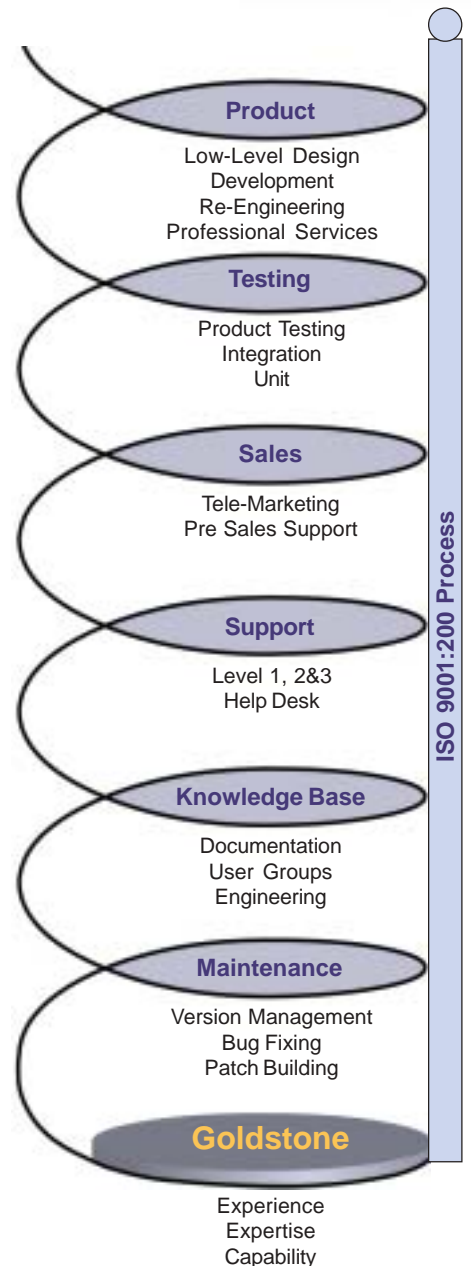 Product
Low-Level Design
Development
Re-Engineering
Professional Services
Testing
Product Testing
Integration
Unit
Sales
Tele-Marketing
Pre Sales Support
Support
Level 1, 2&3
Help Desk
Knowledge Base
Documentation
User Groups
Engineering
Maintenance
Version Management
Bug Fixing
Patch Building
Goldstone
Experience
Expertise
Capability
ISO 9001:200 Process